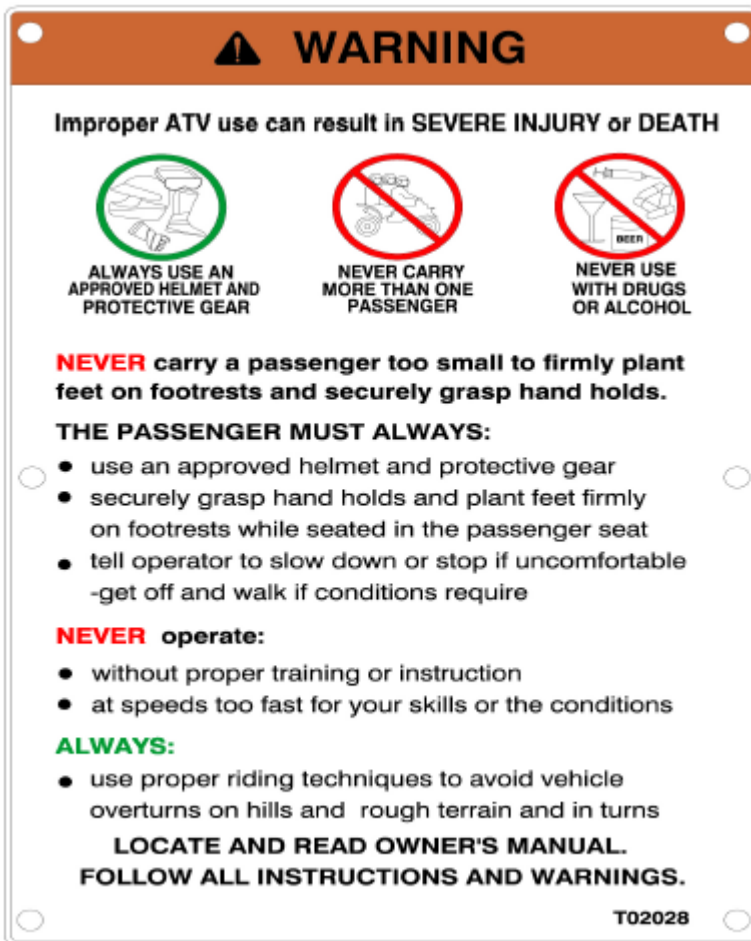 WARNING
Improper ATV use can result in SEVERE INJURY or DEATH
BEER
ALWAYS USE AN
APPROVED HELMET AND
PROTECTIVE GEAR
NEVER CARRY
MORE THAN ONE
PASSENGER
NEVER USE
WITH DRUGS
OR ALCOHOL
NEVER carry a passenger too small to firmly plant
feet on footrests and securely grasp hand holds.
THE PASSENGER MUST ALWAYS:
● use an approved helmet and protective gear
● securely grasp hand holds and plant feet firmly
on footrests while seated in the passenger seat
● tell operator to slow down or stop if uncomfortable
-get off and walk if conditions require
NEVER operate:
● without proper training or instruction
● at speeds too fast for your skills or the conditions
ALWAYS:
● use proper riding techniques to avoid vehicle
overturns on hills and rough terrain and in turns
LOCATE AND READ OWNER'S MANUAL.
FOLLOW ALL INSTRUCTIONS AND WARNINGS.
T02028